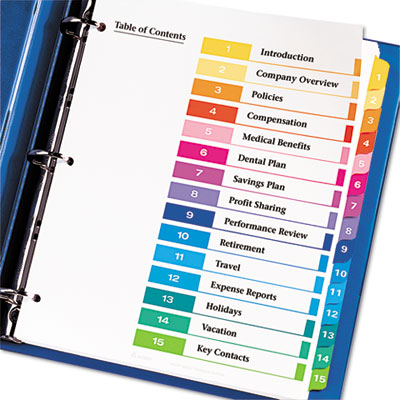 Table of Contents
1 Introduction 1
2 Company Overview 2
3 Policies 3
4 Compensation 4
5 Medical Benefits 5
6 Dental Plan 6
7 Savings Plan 7
8 Profit Sharing 8
9 Performance Review 9
10 Retirement 10
11 Travel 11
12 Expense Reports 12
13 Holidays 13
14 Vacation 14
15 Key Contacts 15